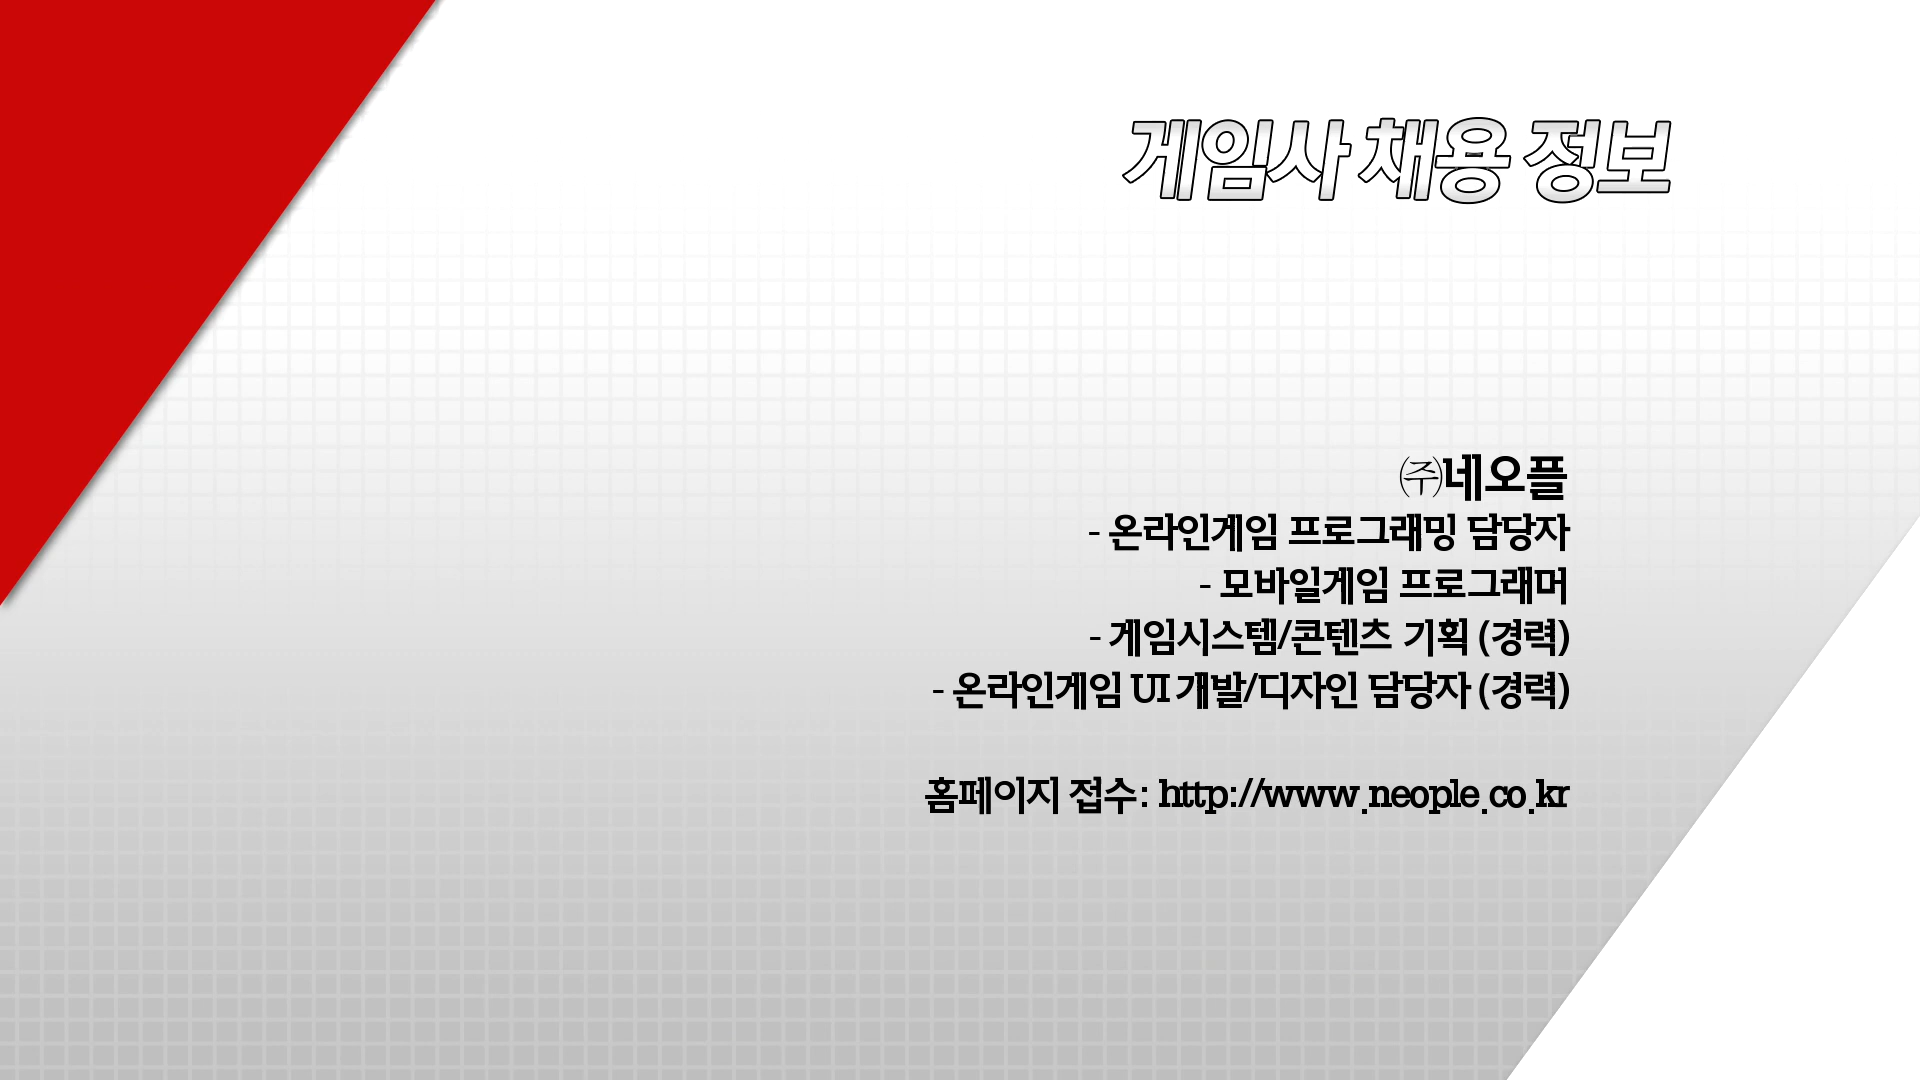 게임사 채용 정보
㈜네오플
- 온라인게임 프로그래밍 담당자
- 모바일게임 프로그래머
- 게임시스템/콘텐츠 기획 (경력)
- 온라인게임 UI 개발/디자인 담당자 (경력)
홈페이지 접수: http://www.neople.co.kr